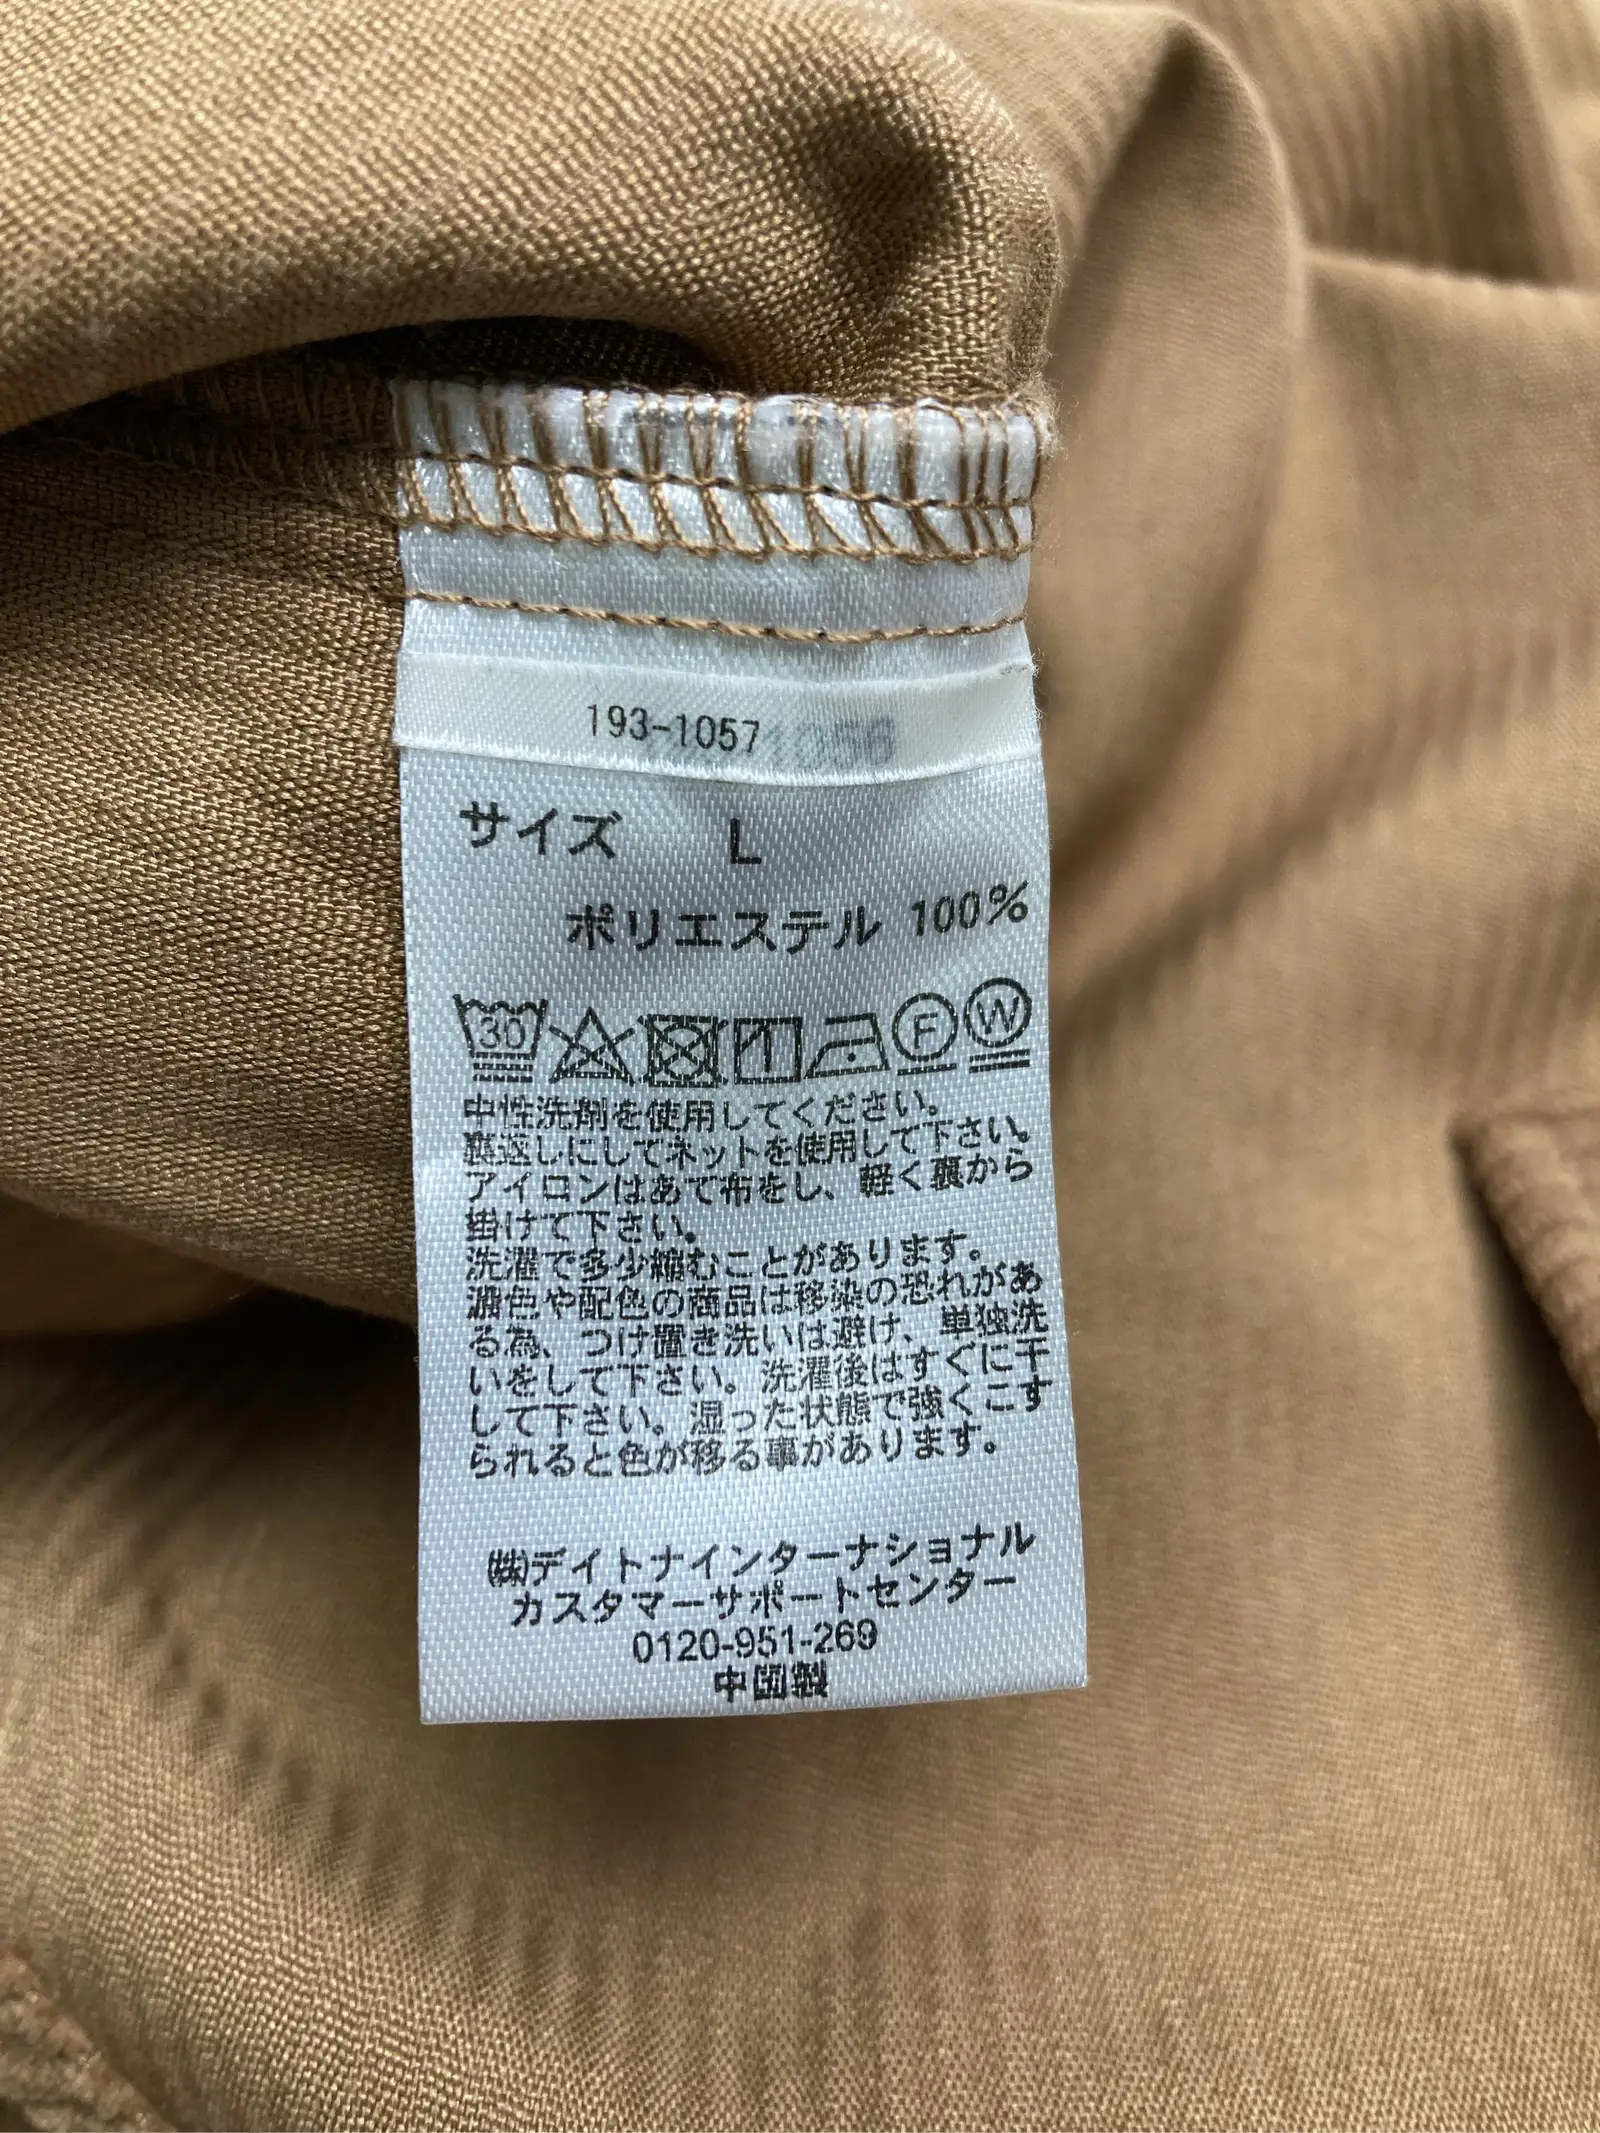 193-1057
1056
サイズ L
ポリエステル 100%
30
F
W
中性洗剤を使用してください。
裏返しにしてネットを使用して下さい。
アイロンはあて布をし、軽く裏から
掛けて下さい。
洗濯で多少縮むことがあります。
濃色や配色の商品は移染の恐れがあ
る為、つけ置き洗いは避け、単独洗
いをして下さい。洗濯後はすぐに干
して下さい。湿った状態で強くこす
られると色が移る事があります。
㈱デイトナインターナショナル
カスタマーサポートセンター
0120-951-269
中国製